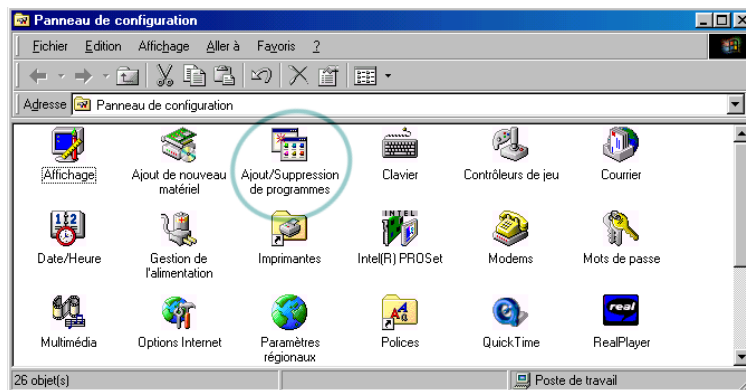 Panneau de configuration
Fichier Edition Affichage Aller à Favoris ?
Adresse Panneau de configuration
Affichage
Ajout de nouveau
matériel
Ajout/Suppression
de programmes
Clavier
Contrôleurs de jeu
Courrier
Date/Heure
Gestion de
l'alimentation
Imprimantes
INTEL
Intel(R) PROSet
Modems
Mots de passe
Multimédia
Options Internet
Paramètres
régionaux
Polices
QuickTime
real
RealPlayer
26 objet(s)
Poste de travail